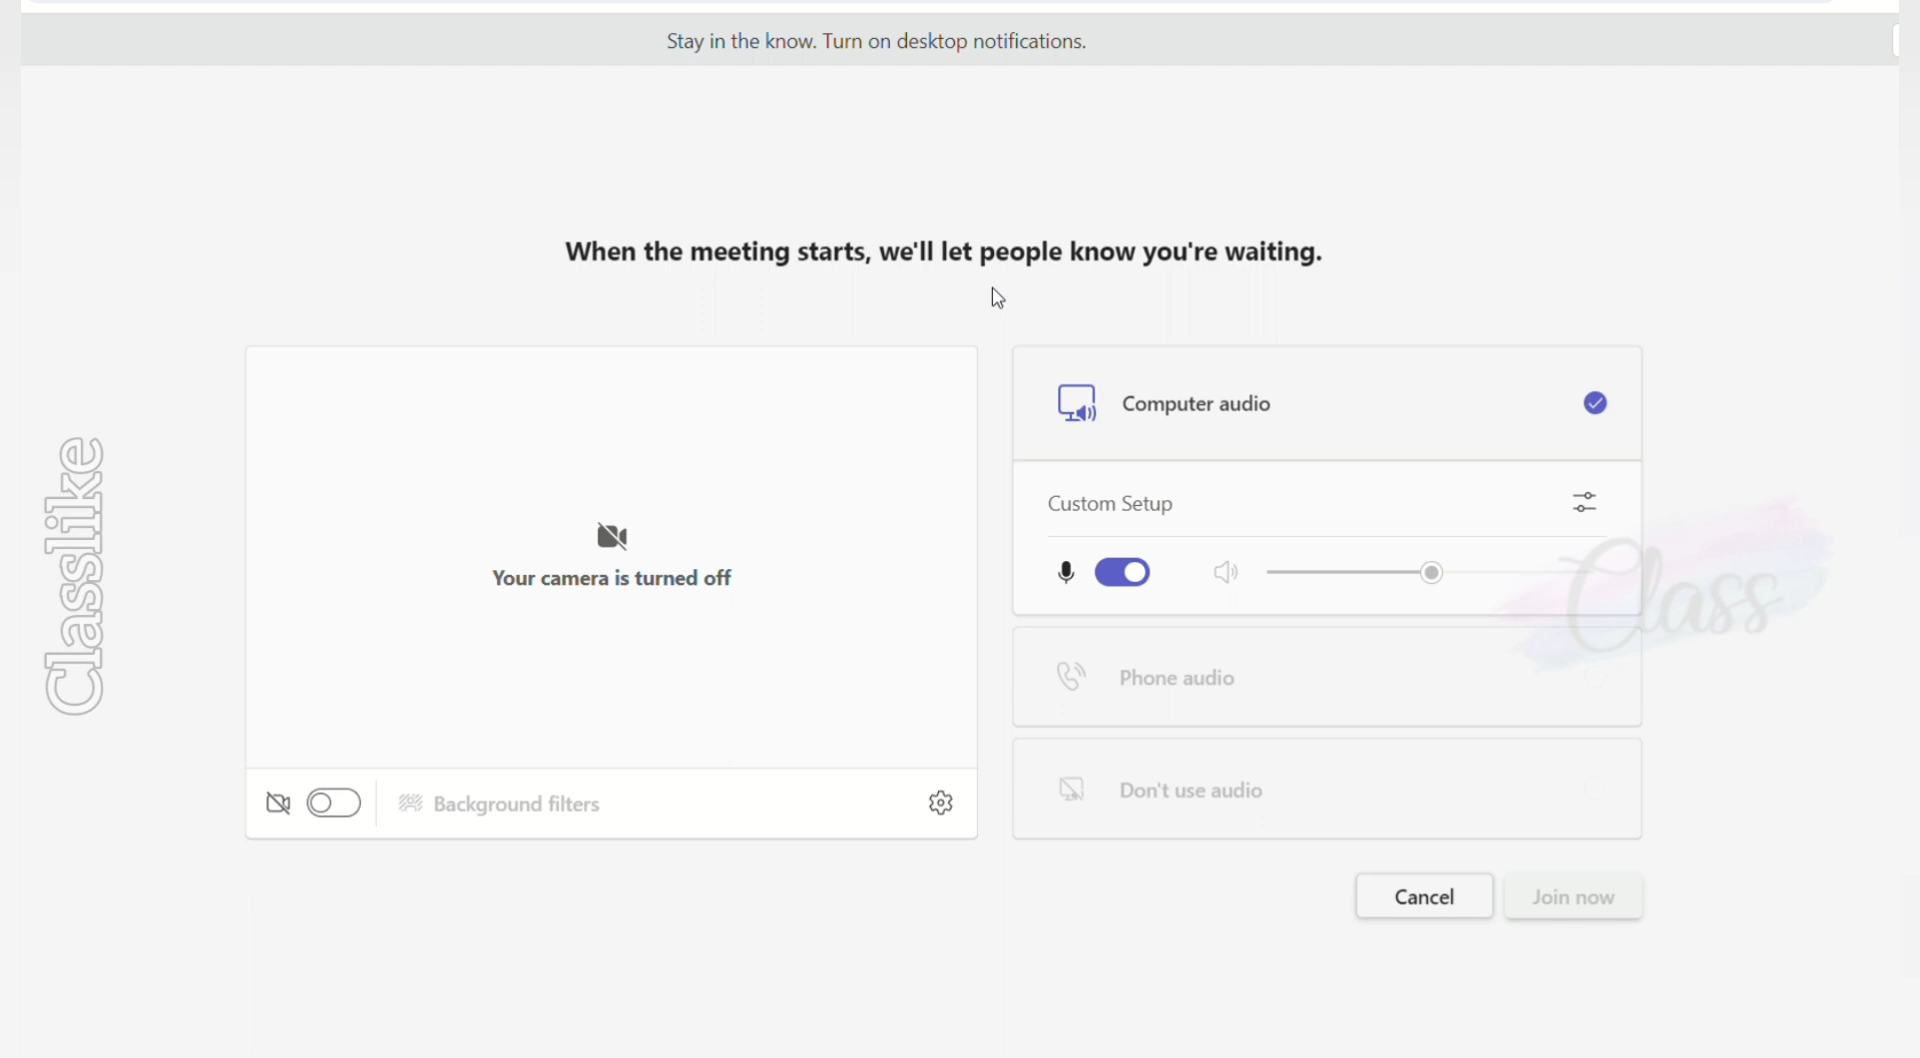 Stay in the know. Turn on desktop notifications.
When the meeting starts, we'll let people know you're waiting.
Computer audio
Custom Setup
Your camera is turned off
Classlike
Class
Phone audio
Don't use audio
Background filters
Cancel
Join now